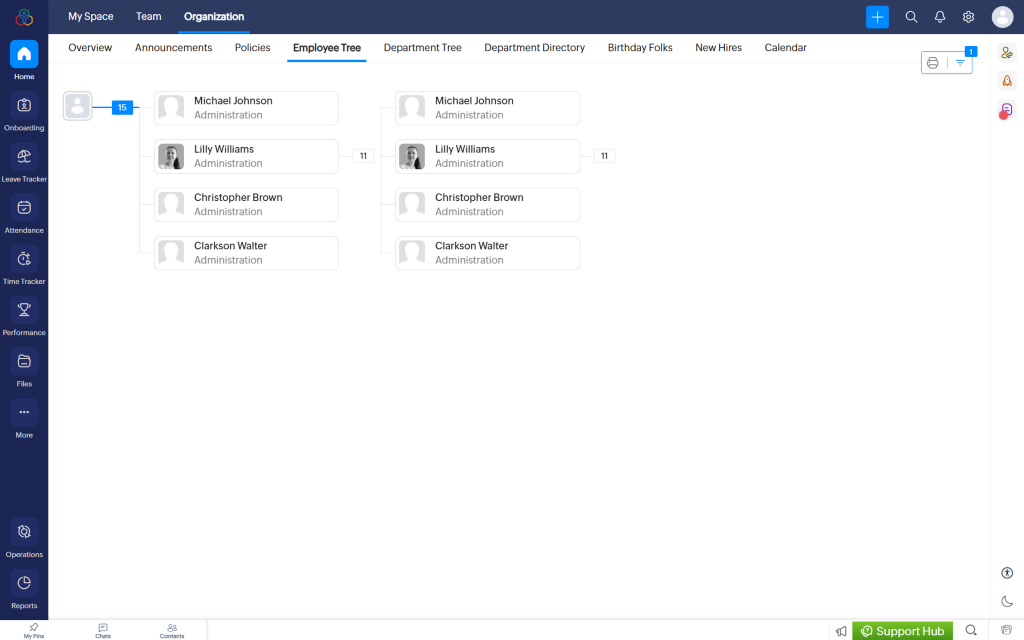 My Space Team Organization
Overview Announcements Policies Employee Tree Department Tree Department Directory Birthday Folks New Hires Calendar
1
Home
Onboarding
Leave Tracker
Attendance
Time Tracker
Performance
Files
More
Operations
Reports
15
Michael Johnson
Administration
Lilly Williams
Administration
11
Christopher Brown
Administration
Clarkson Walter
Administration
Michael Johnson
Administration
Lilly Williams
Administration
11
Christopher Brown
Administration
Clarkson Walter
Administration
My Pins Chats Contacts
Support Hub